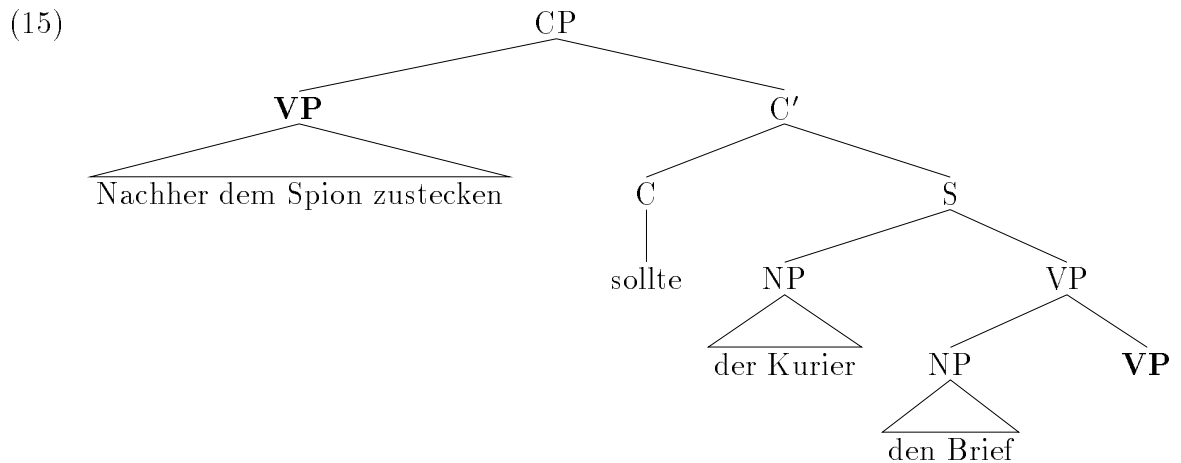 (15) CP
VP C′
Nachher dem Spion zustecken C S
sollte NP VP
der Kurier NP VP
den Brief